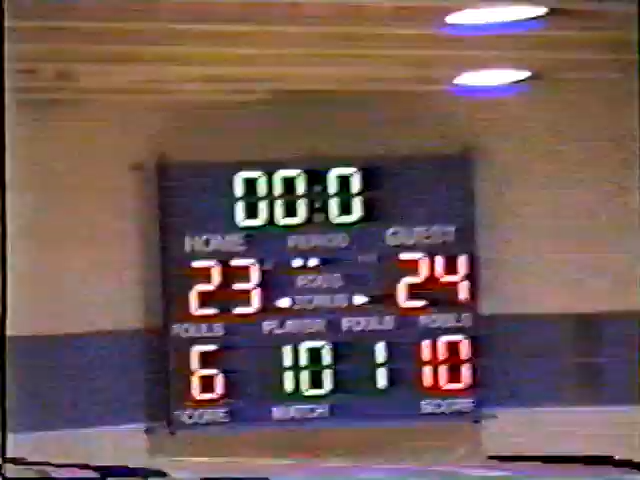 00:0
HOME PERIOD GUEST
23 POSS 24
◀ BONUS ▶
FOULS PLAYER FOULS FOULS
6 10 1 10
SCORE MATCH SCORE